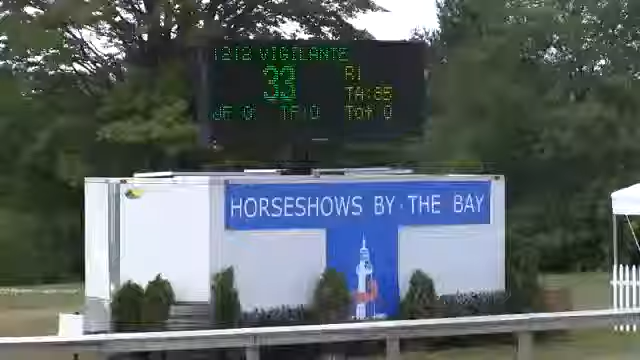 1212 VIGILANTE
33
R1
TA:85
JF 0 TF:0 Tot 0
HORSESHOWS BY THE BAY